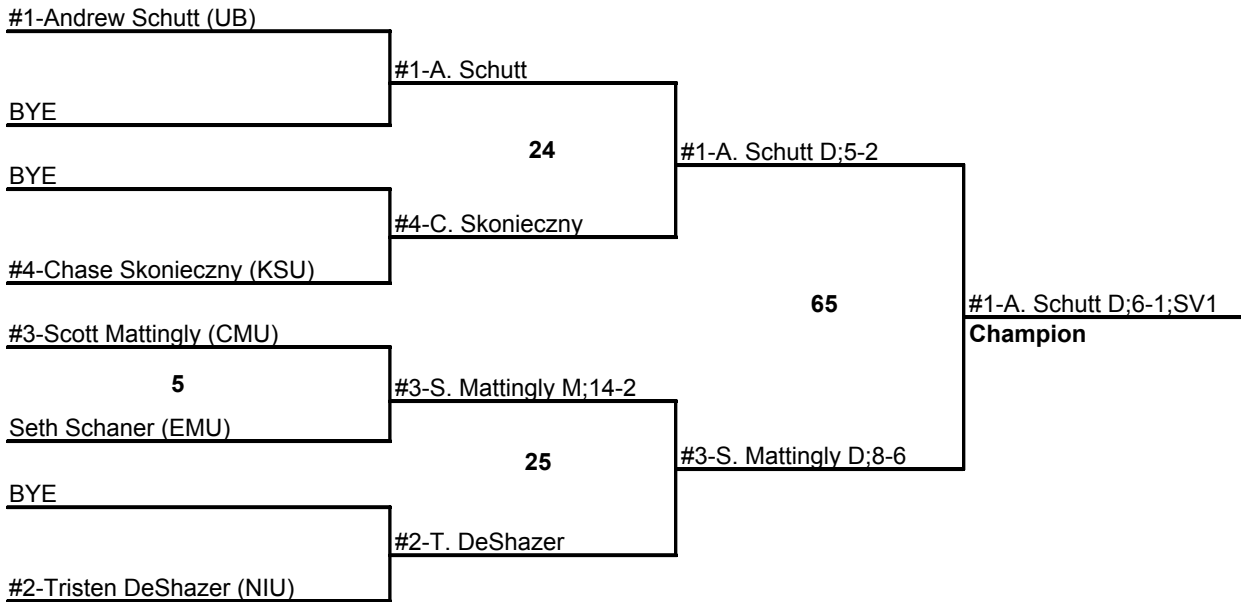 #1-Andrew Schutt (UB)
#1-A. Schutt
BYE
24
#1-A. Schutt D;5-2
BYE
#4-C. Skonieczny
#4-Chase Skonieczny (KSU)
65
#1-A. Schutt D;6-1;SV1
Champion
#3-Scott Mattingly (CMU)
5
#3-S. Mattingly M;14-2
Seth Schaner (EMU)
25
#3-S. Mattingly D;8-6
BYE
#2-T. DeShazer
#2-Tristen DeShazer (NIU)